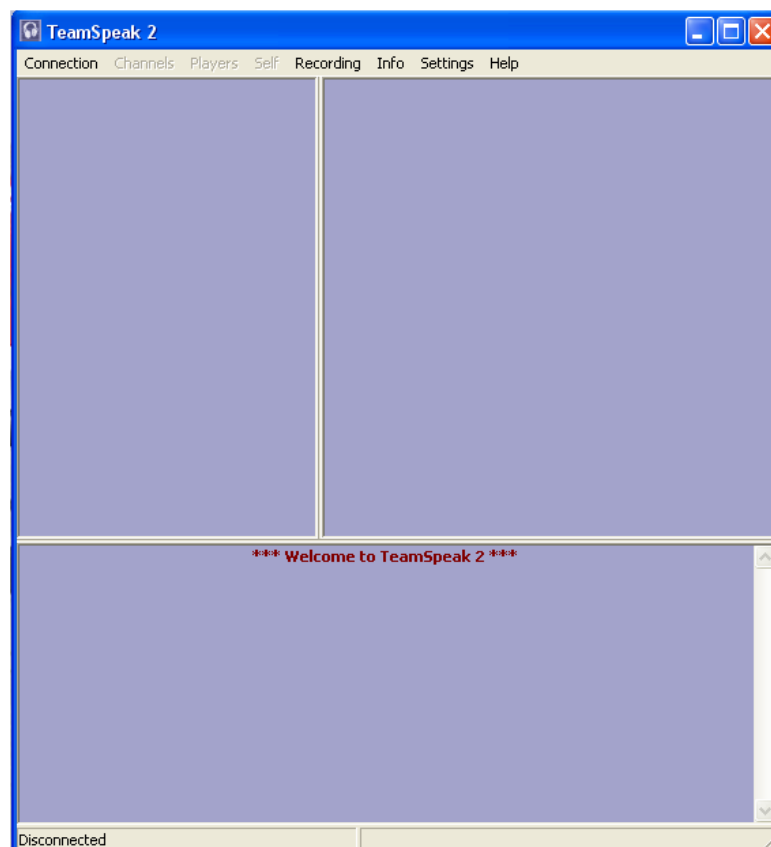 TeamSpeak 2
Connection Channels Players Self Recording Info Settings Help
*** Welcome to TeamSpeak 2 ***
Disconnected